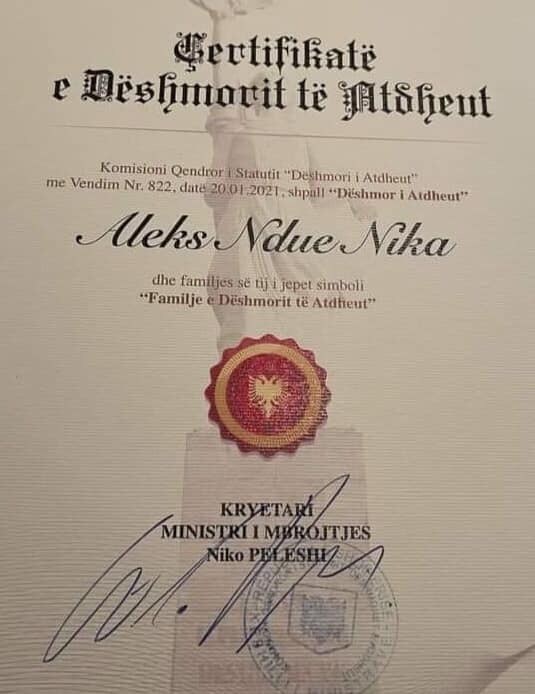 Çertifikatë
e Dëshmorit të Atdheut
Komisioni Qendror i Statutit “Dëshmori i Atdheut”
me Vendim Nr. 822, datë 20.01.2021, shpall “Dëshmor i Atdheut”
Aleks Ndue Nika
dhe familjes së tij i jepet simboli
“Familje e Dëshmorit të Atdheut”
KRYETARI
MINISTRI I MBROJTJES
Niko PELESHI